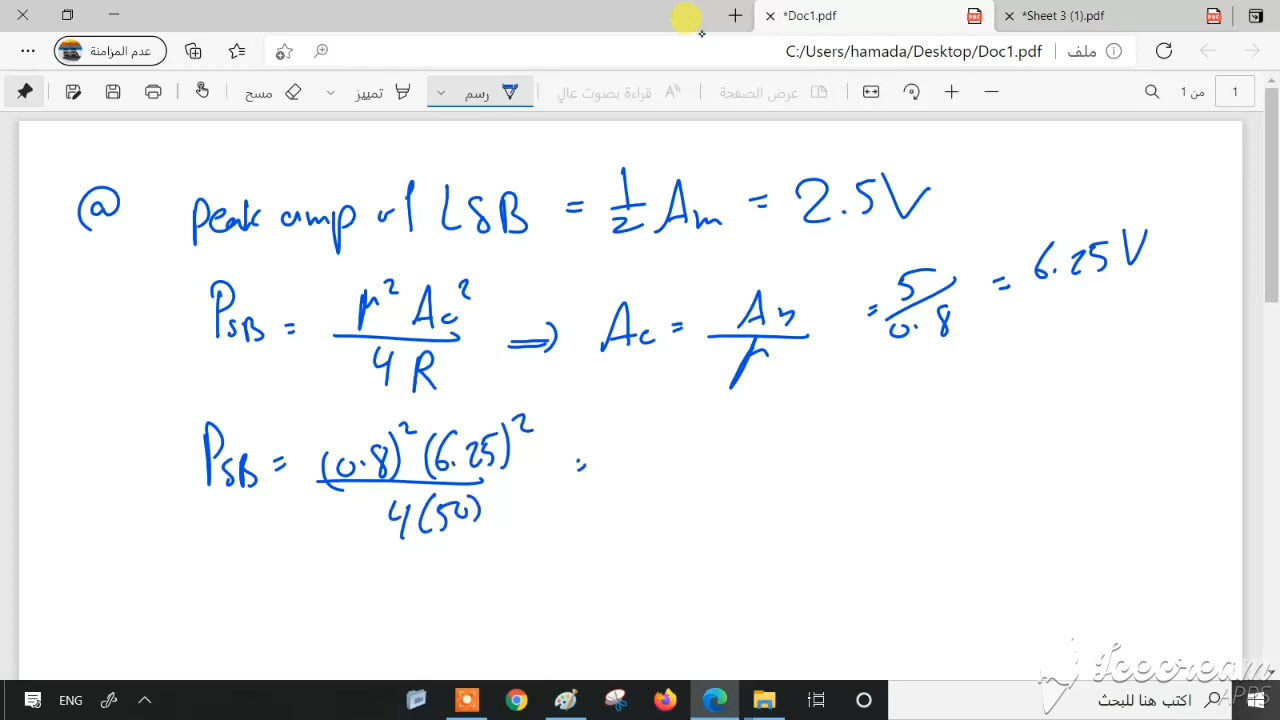 *Doc1.pdf
*Sheet 3 (1).pdf
عدم المزامنة
C:/Users/hamada/Desktop/Doc1.pdf
ملف
مسح
تمييز
رسم
قراءة بصوت عالٍ
عرض الصفحة
من 1
1
@ peak amp of LSB = 1/2 Am = 2.5V
PSB = μ² Ac² / 4R ⟹ Ac = Am / μ = 5/0.8 = 6.25 V
PSB = (0.8)² (6.25)² / 4(50) =
Icecream
APPS
ENG
اكتب هنا للبحث